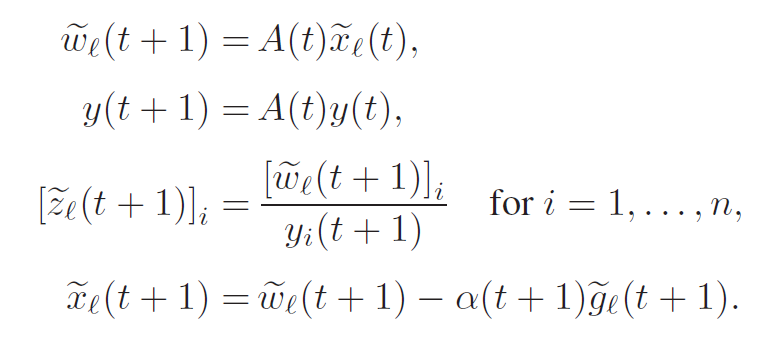 w̃ℓ(t + 1) = A(t)x̃ℓ(t),
y(t + 1) = A(t)y(t),
[z̃ℓ(t + 1)]ᵢ = [w̃ℓ(t + 1)]ᵢ / yᵢ(t + 1) for i = 1, . . . , n,
x̃ℓ(t + 1) = w̃ℓ(t + 1) − α(t + 1)g̃ℓ(t + 1).